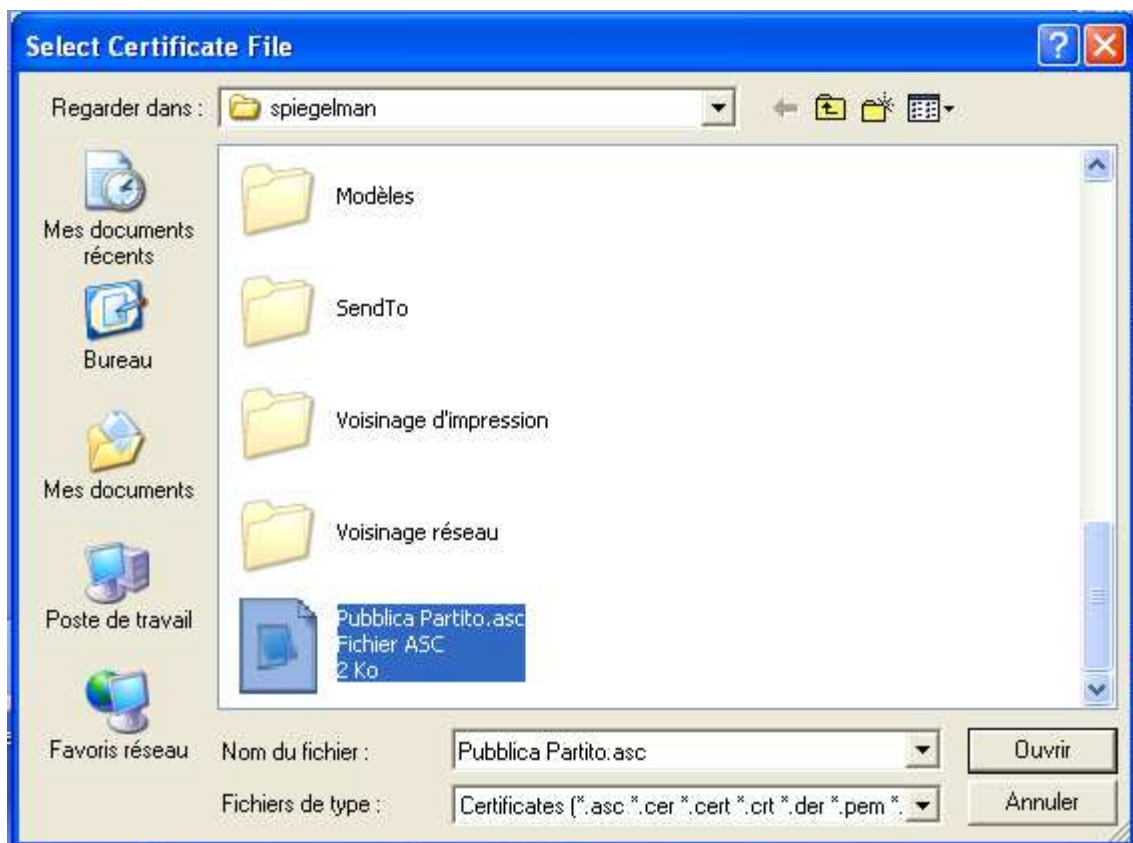 Select Certificate File
Regarder dans :
spiegelman
Mes documents
récents
Bureau
Mes documents
Poste de travail
Favoris réseau
Modèles
SendTo
Voisinage d'impression
Voisinage réseau
Pubblica Partito.asc
Fichier ASC
2 Ko
Nom du fichier :
Pubblica Partito.asc
Ouvrir
Fichiers de type :
Certificates (*.asc *.cer *.cert *.crt *.der *.pem *.
Annuler